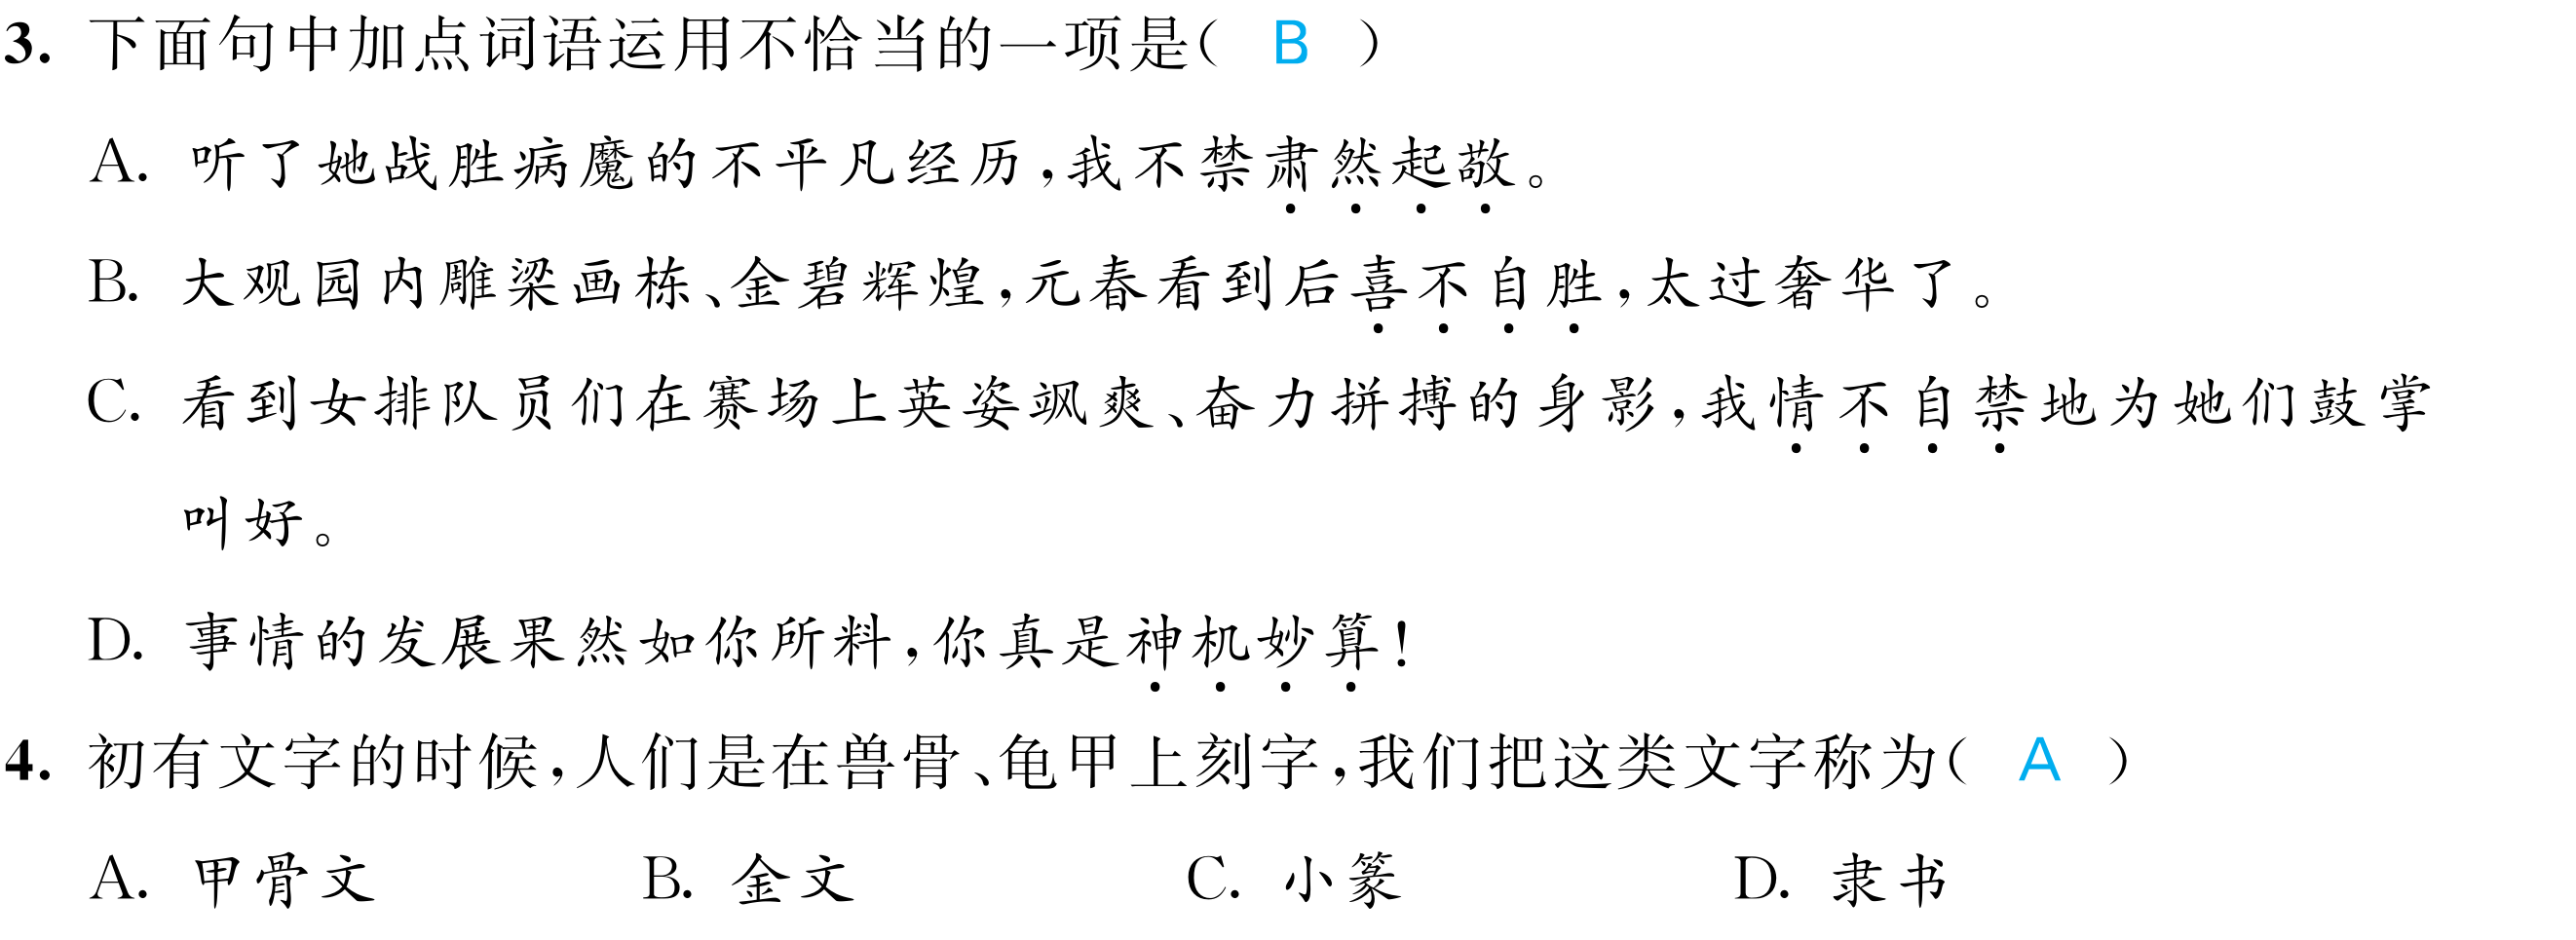 3. 下面句中加点词语运用不恰当的一项是( B )
A. 听了她战胜病魔的不平凡经历,我不禁肃然起敬。
B. 大观园内雕梁画栋、金碧辉煌,元春看到后喜不自胜,太过奢华了。
C. 看到女排队员们在赛场上英姿飒爽、奋力拼搏的身影,我情不自禁地为她们鼓掌
叫好。
D. 事情的发展果然如你所料,你真是神机妙算!
4. 初有文字的时候,人们是在兽骨、龟甲上刻字,我们把这类文字称为( A )
A. 甲骨文 B. 金文 C. 小篆 D. 隶书